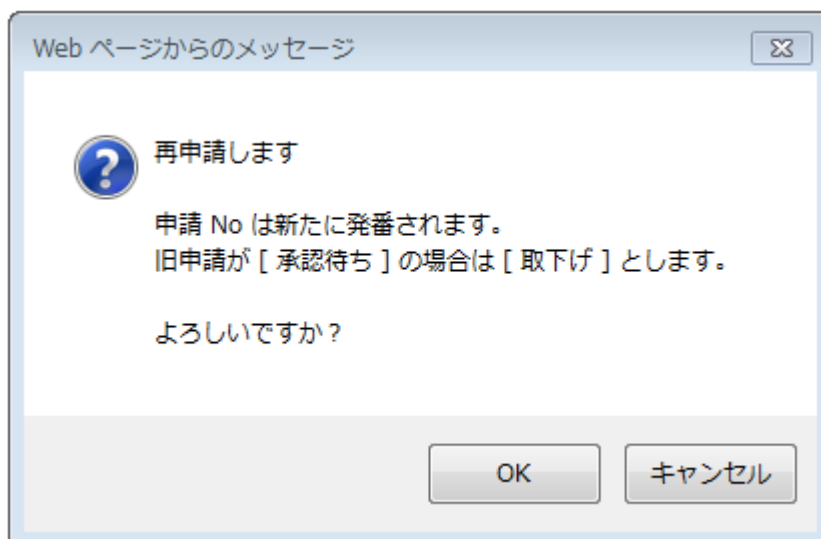 Web ページからのメッセージ
再申請します
申請 No は新たに発番されます。
旧申請が [ 承認待ち ] の場合は [ 取下げ ] とします。
よろしいですか？
OK
キャンセル